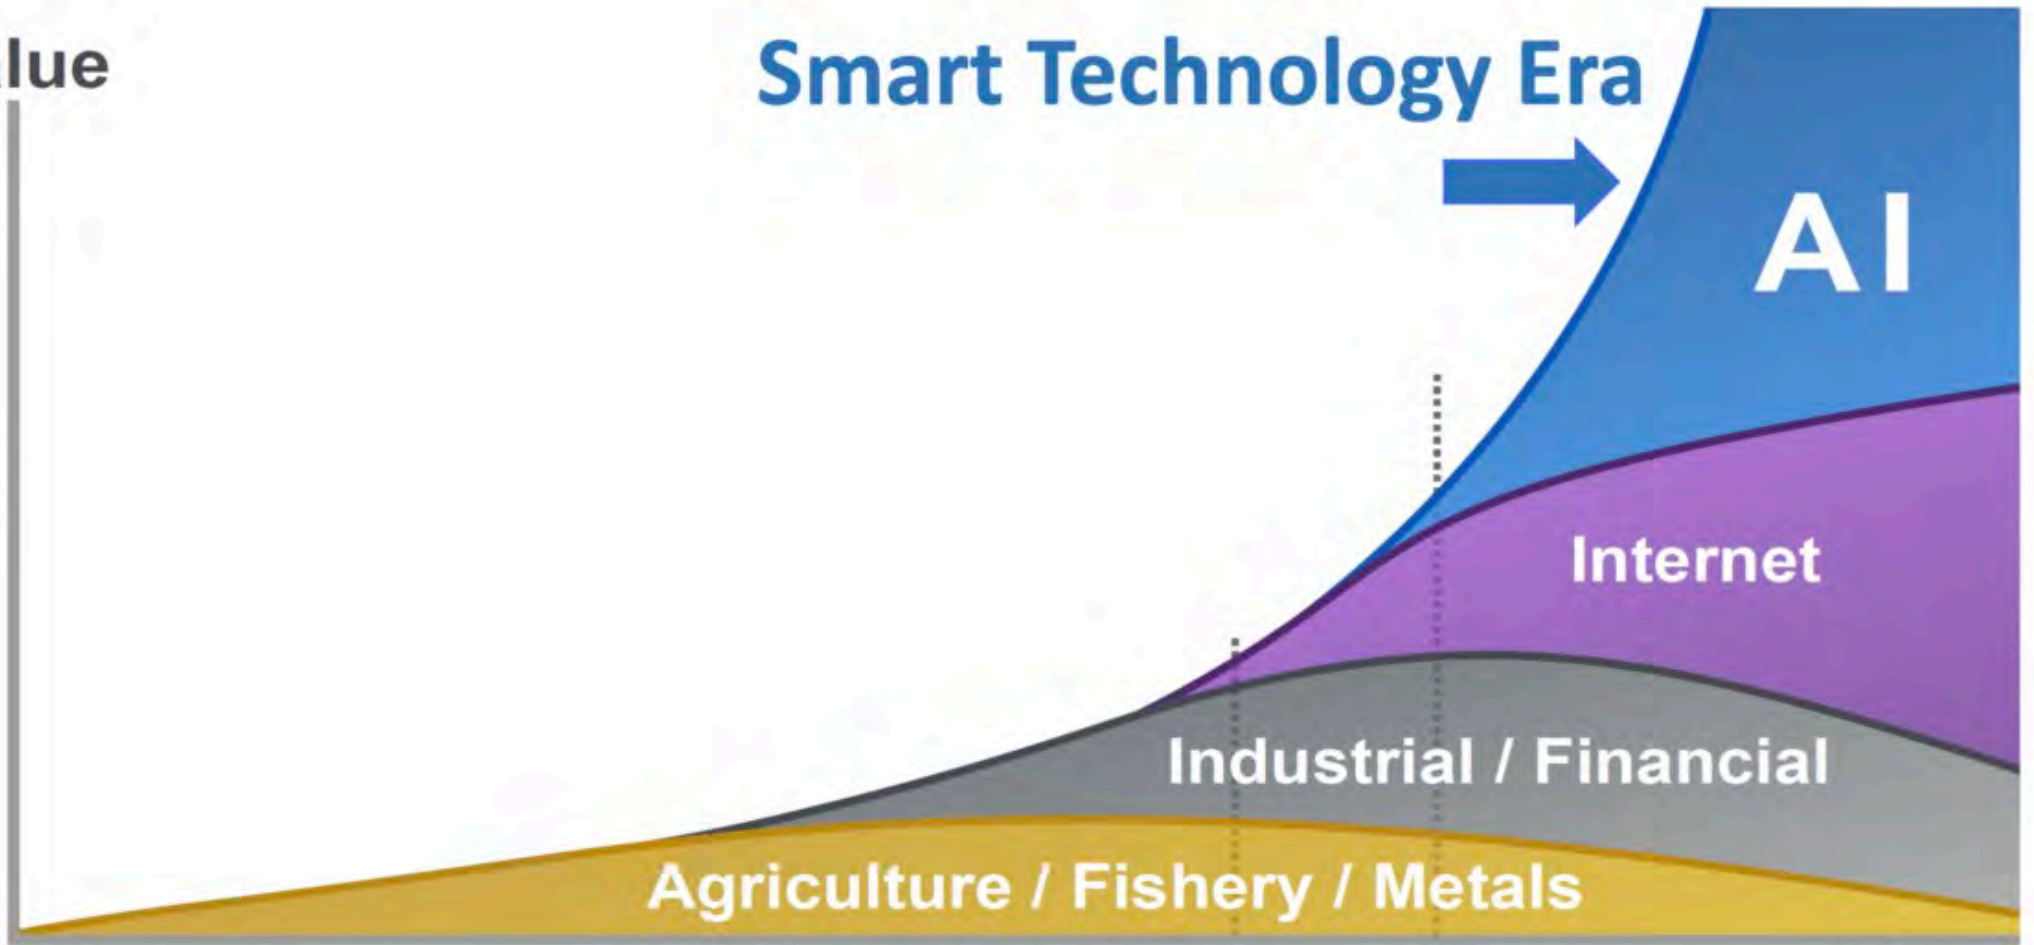 lue
Smart Technology Era
AI
Internet
Industrial / Financial
Agriculture / Fishery / Metals